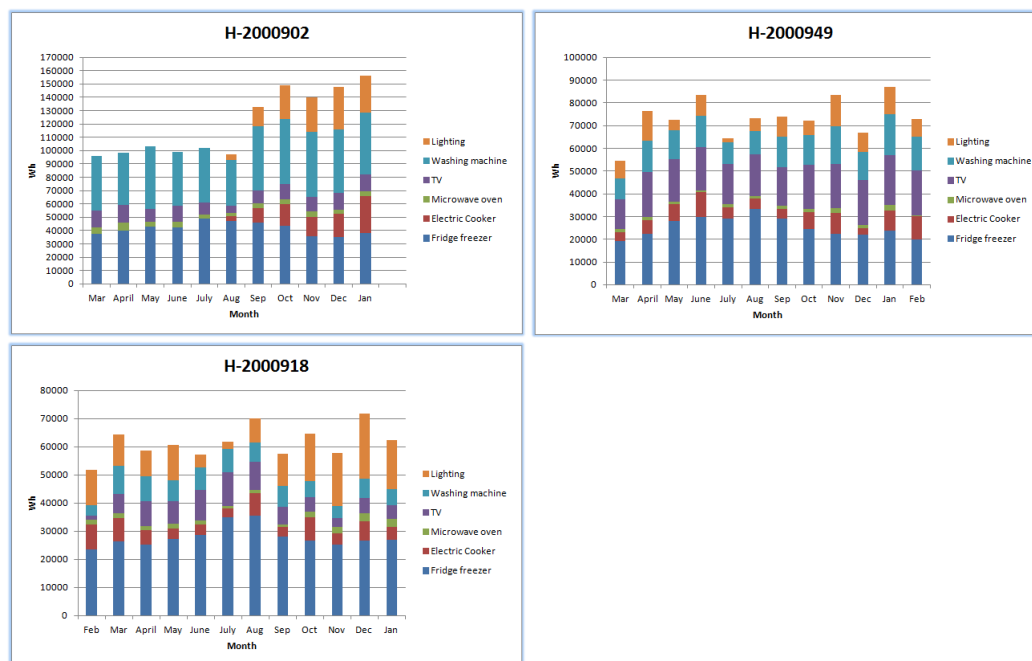 H-2000902
170000
160000
150000
140000
130000
120000
110000
100000
90000
80000
70000
60000
50000
40000
30000
20000
10000
0
Wh
Mar April May June July Aug Sep Oct Nov Dec Jan
Month
Lighting
Washing machine
TV
Microwave oven
Electric Cooker
Fridge freezer
H-2000949
100000
90000
80000
70000
60000
50000
40000
30000
20000
10000
0
Wh
Mar April May June July Aug Sep Oct Nov Dec Jan Feb
Month
Lighting
Washing machine
TV
Microwave oven
Electric Cooker
Fridge freezer
H-2000918
80000
70000
60000
50000
40000
30000
20000
10000
0
Wh
Feb Mar April May June July Aug Sep Oct Nov Dec Jan
Month
Lighting
Washing machine
TV
Microwave oven
Electric Cooker
Fridge freezer